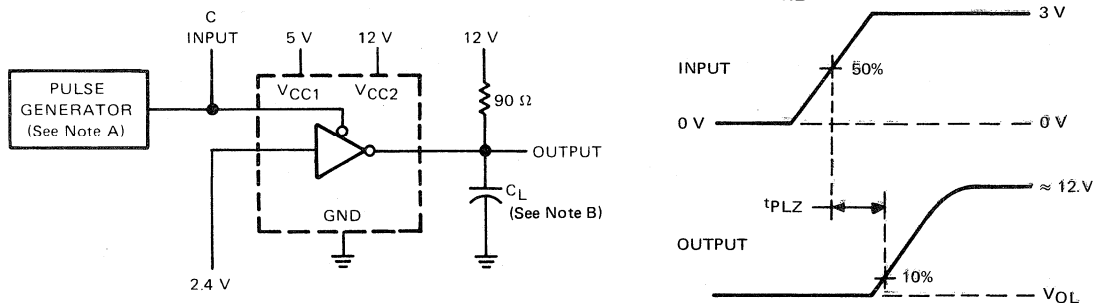 C
INPUT
5 V
12 V
12 V
PULSE
GENERATOR
(See Note A)
VCC1
VCC2
90 Ω
OUTPUT
CL
(See Note B)
GND
2.4 V
3 V
INPUT
50%
0 V
0 V
≈ 12 V
tPLZ
OUTPUT
10%
VOL